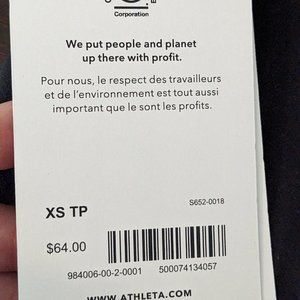 Corporation
We put people and planet
up there with profit.
Pour nous, le respect des travailleurs
et de l'environnement est tout aussi
important que le sont les profits.
S652-0018
XS TP
$64.00
984006-00-2-0001 500074134057
WWW.ATHLETA.COM